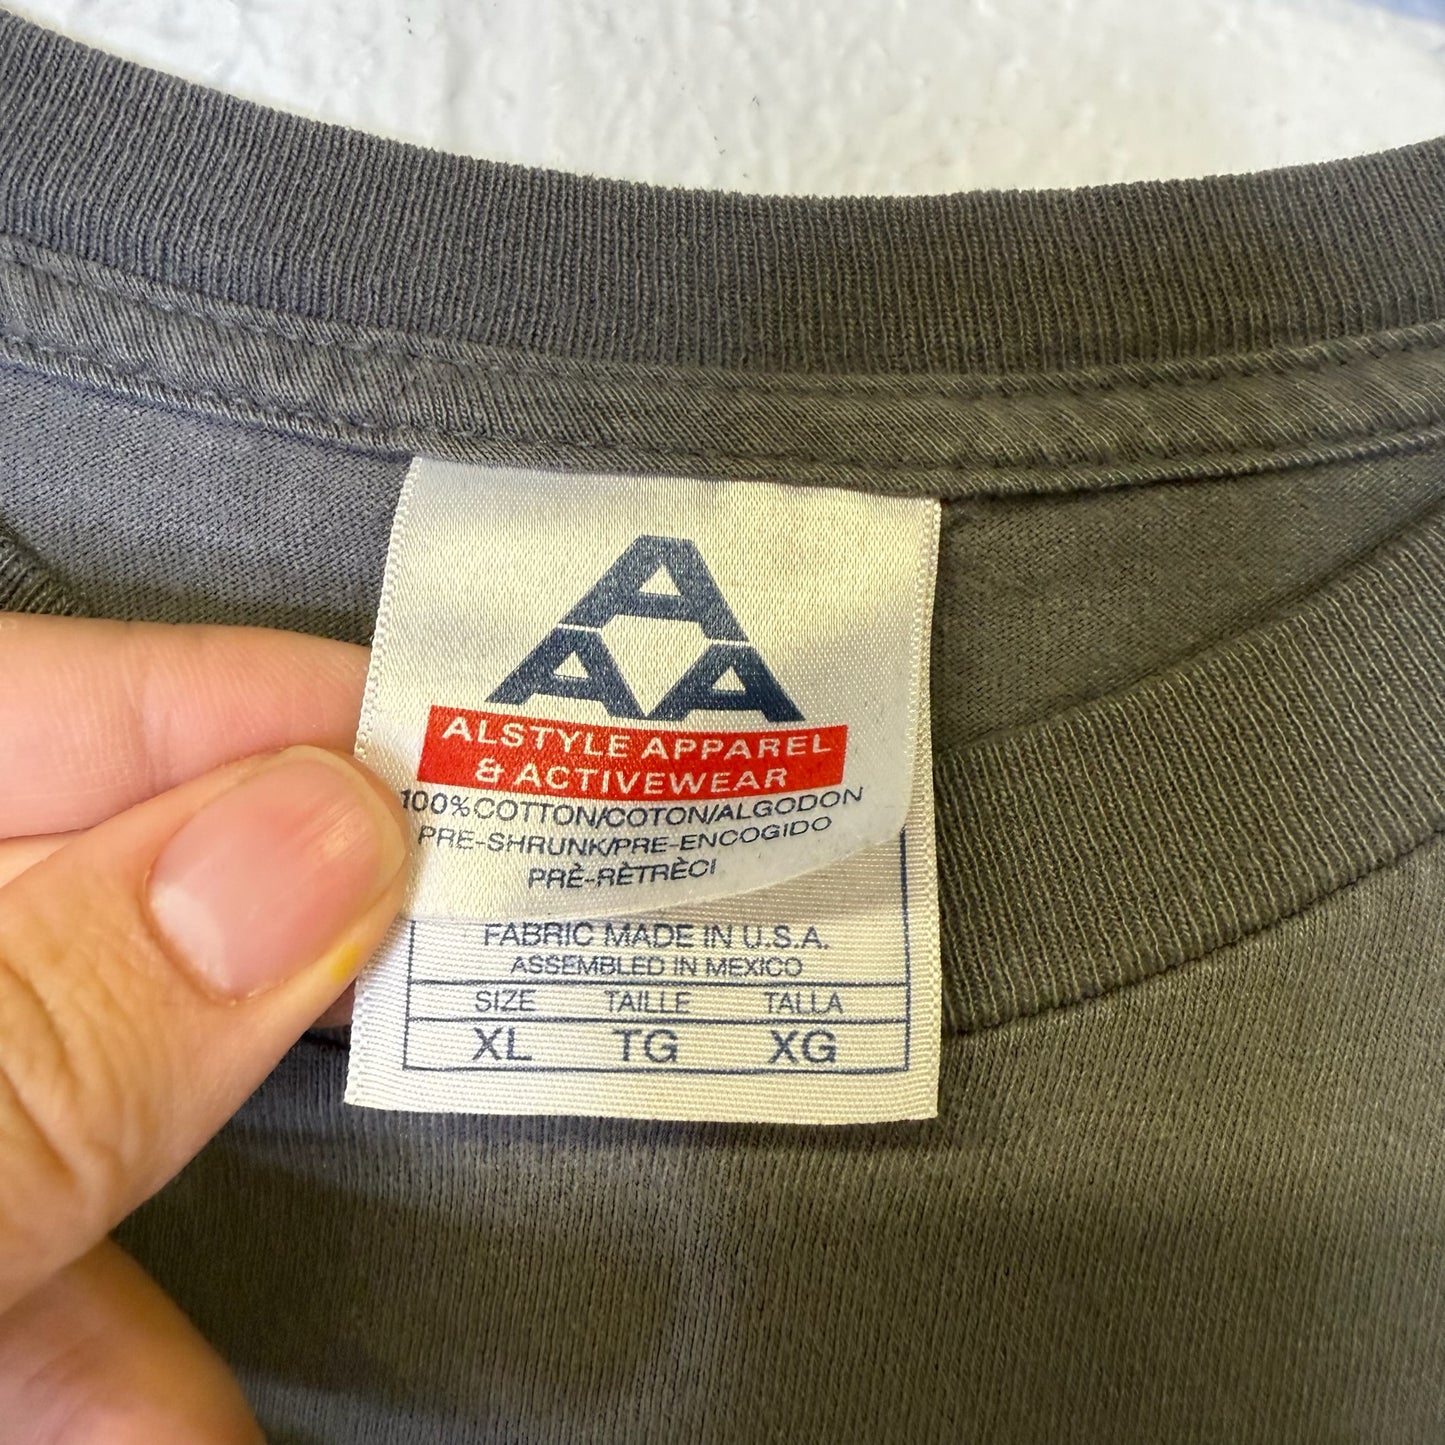 A
A A
ALSTYLE APPAREL
& ACTIVEWEAR
100%COTTON/COTON/ALGODON
PRE-SHRUNK/PRE-ENCOGIDO
PRÈ-RÈTRÈCI
FABRIC MADE IN U.S.A.
ASSEMBLED IN MEXICO
SIZE TAILLE TALLA
XL TG XG